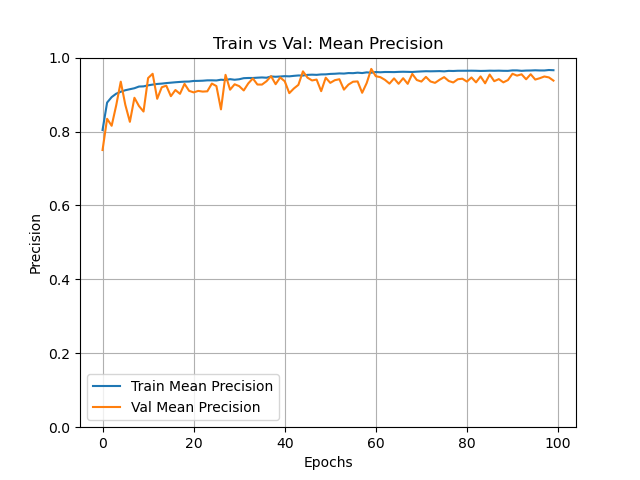 Train vs Val: Mean Precision
1.0
0.8
0.6
0.4
0.2
0.0
Precision
Train Mean Precision
Val Mean Precision
0 20 40 60 80 100
Epochs